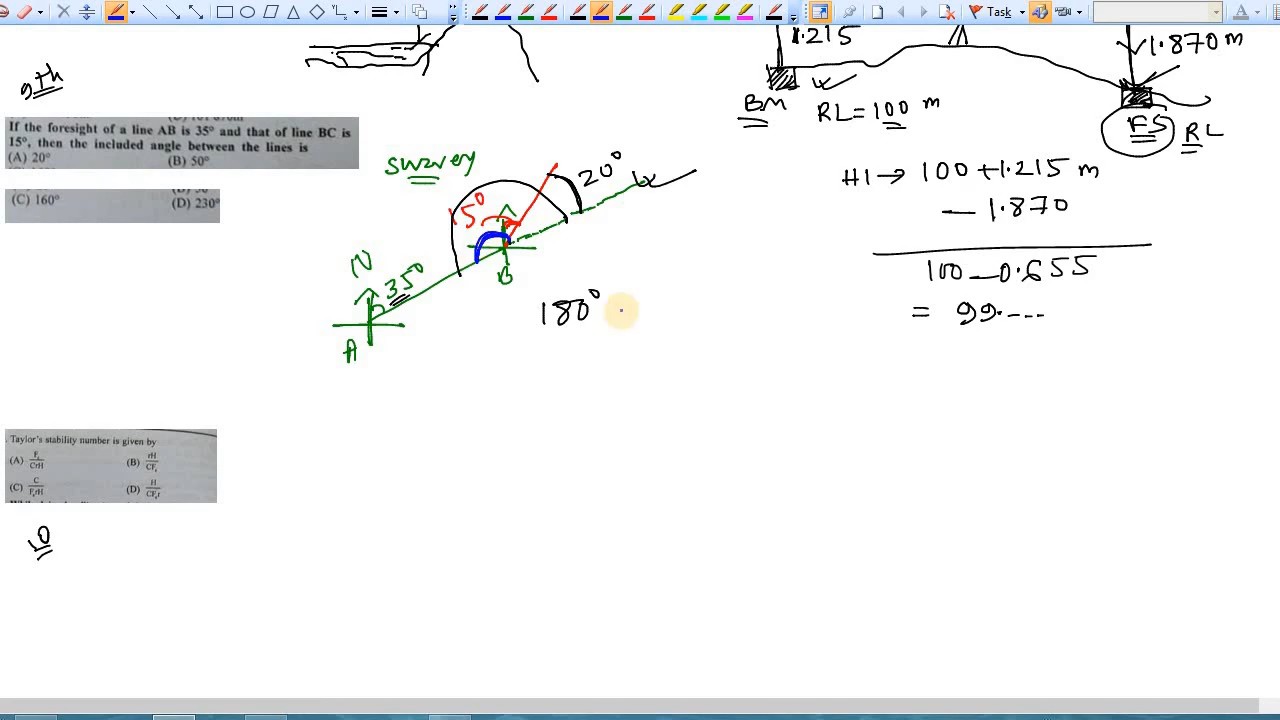 Task
9th
If the foresight of a line AB is 35° and that of line BC is
15°, then the included angle between the lines is
(A) 20°
(B) 50°
(C) 160°
(D) 230°
survey
N
35°
A
15°
B
20°
180°
1.215
BM
RL = 100 m
1.870 m
FS
RL
HI → 100 + 1.215 m
— 1.870
100 — 0.655
= 99.---
Taylor's stability number is given by
(A)
(B)
(C)
(D)
10